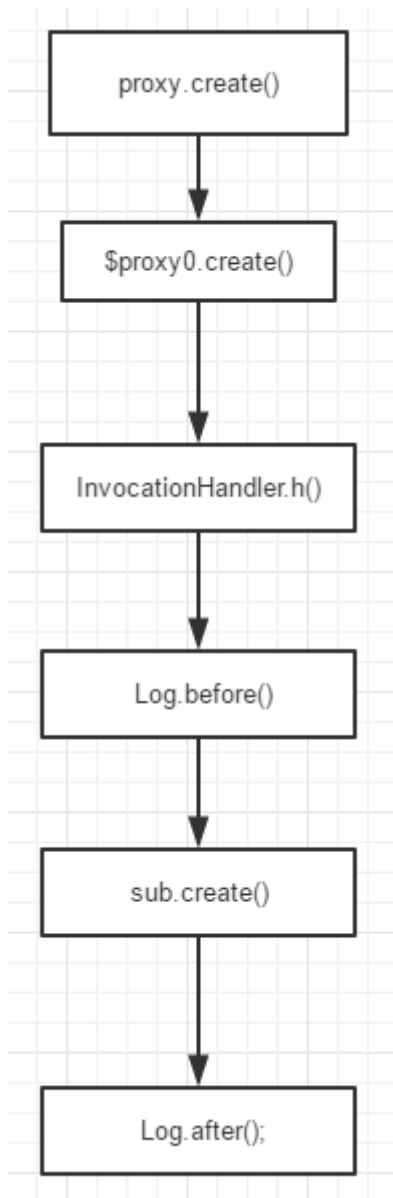 proxy.create()
$proxy0.create()
InvocationHandler.h()
Log.before()
sub.create()
Log.after();